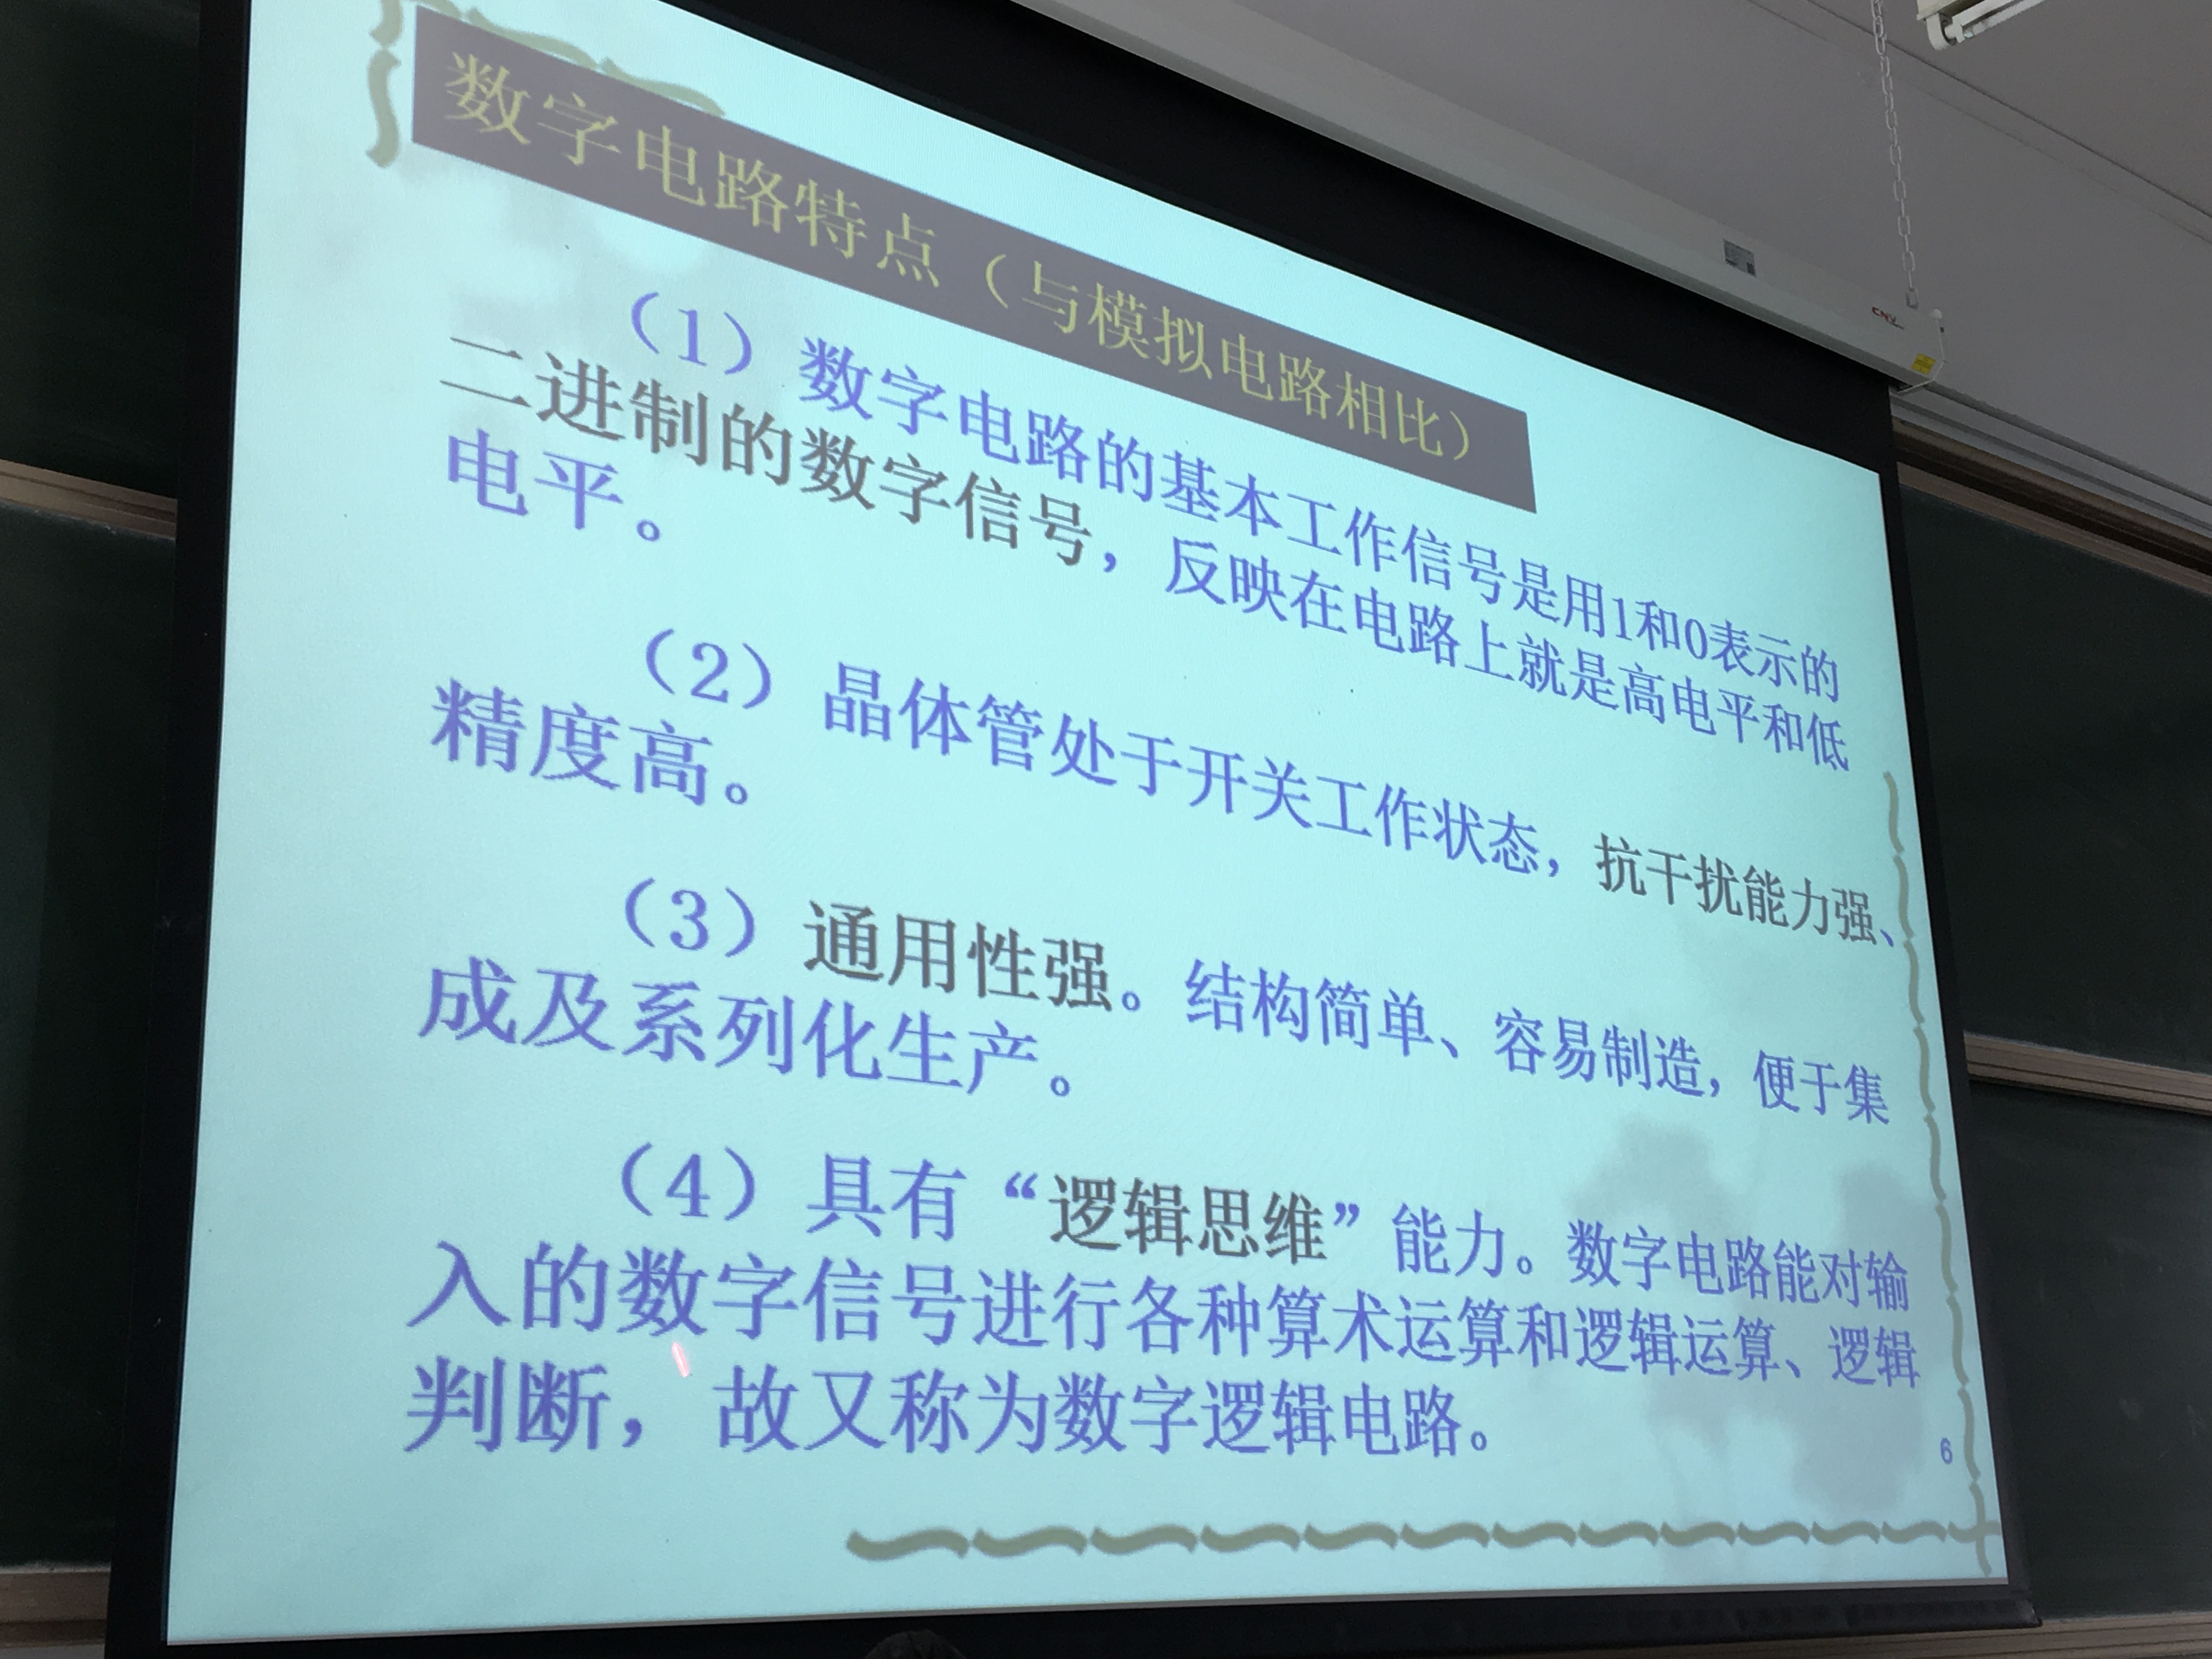 数字电路特点（与模拟电路相比）
（1）数字电路的基本工作信号是用1和0表示的
二进制的数字信号，反映在电路上就是高电平和低
电平。
（2）晶体管处于开关工作状态，抗干扰能力强、
精度高。
（3）通用性强。结构简单、容易制造，便于集
成及系列化生产。
（4）具有“逻辑思维”能力。数字电路能对输
入的数字信号进行各种算术运算和逻辑运算、逻辑
判断，故又称为数字逻辑电路。
6
CNV